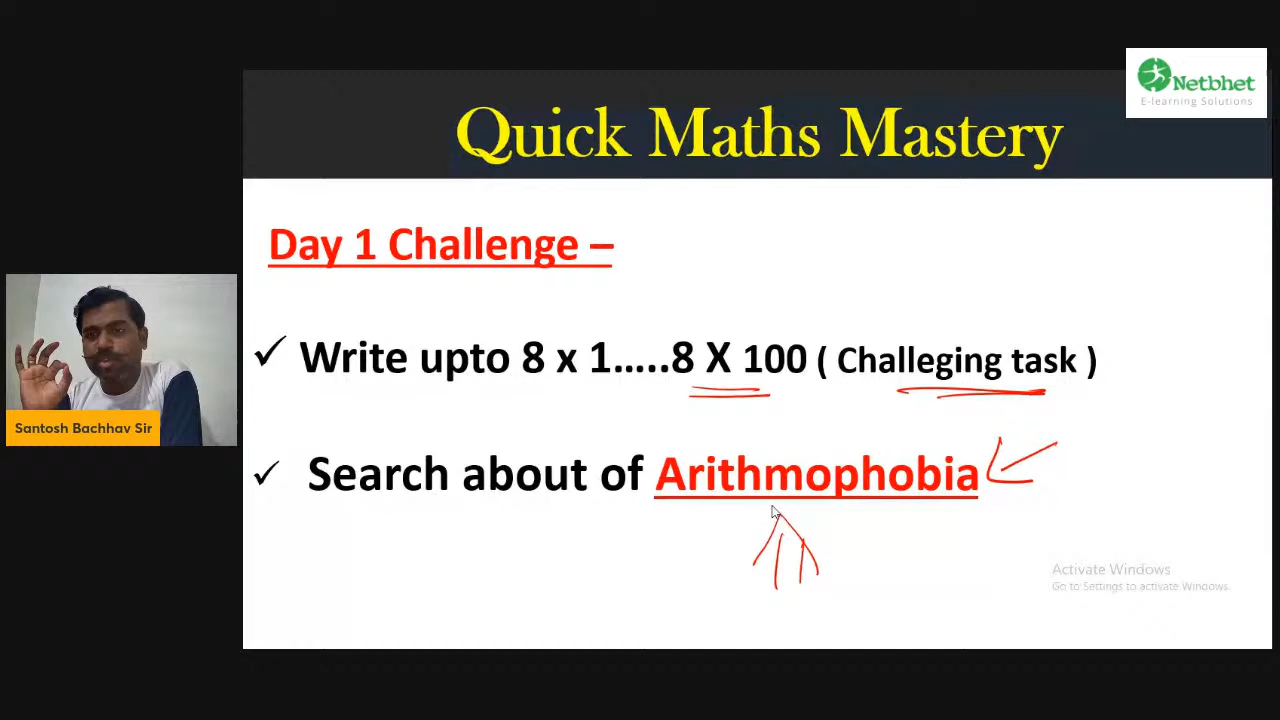 Netbhet
E-learning Solutions
Quick Maths Mastery
Day 1 Challenge –
Write upto 8 x 1.....8 X 100 ( Challeging task )
Santosh Bachhav Sir
Search about of Arithmophobia
Activate Windows
Go to Settings to activate Windows.